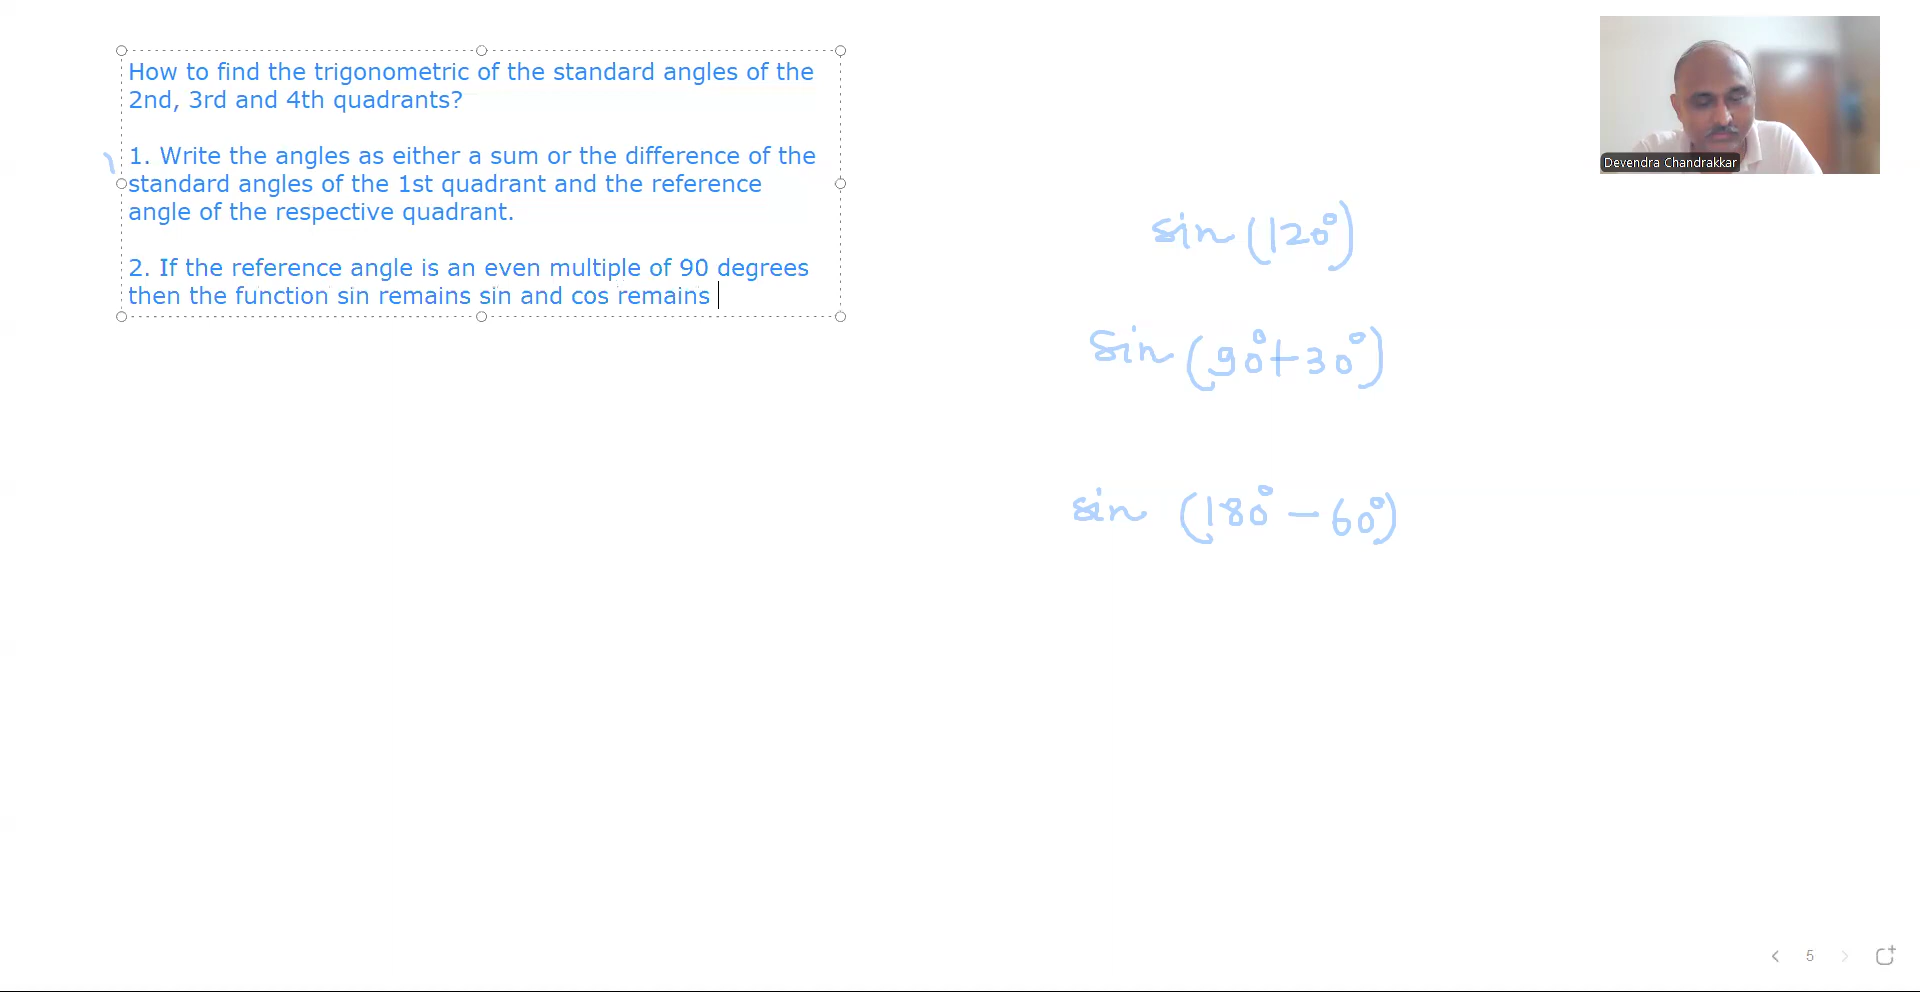 How to find the trigonometric of the standard angles of the
2nd, 3rd and 4th quadrants?
1. Write the angles as either a sum or the difference of the
standard angles of the 1st quadrant and the reference
angle of the respective quadrant.
2. If the reference angle is an even multiple of 90 degrees
then the function sin remains sin and cos remains
Devendra Chandrakkar
sin (120°)
sin (90°+30°)
sin (180° - 60°)
5